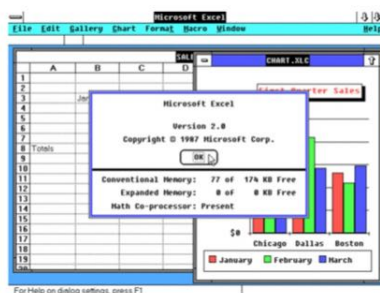 Microsoft Excel
File Edit Gallery Chart Format Macro Window Help
CHART.XLC
A B C D
1
2
3
4
5
6
7
8 Totals
9
10
11
12
13
14
15
16
17
18
19
Quarter Sales
Microsoft Excel
Version 2.0
Copyright © 1987 Microsoft Corp.
OK
Conventional Memory: 77 of 174 KB Free
Expanded Memory: 0 of 0 KB Free
Math Co-processor: Present
$0
Chicago Dallas Boston
January February March
For Help on dialog settings, press F1